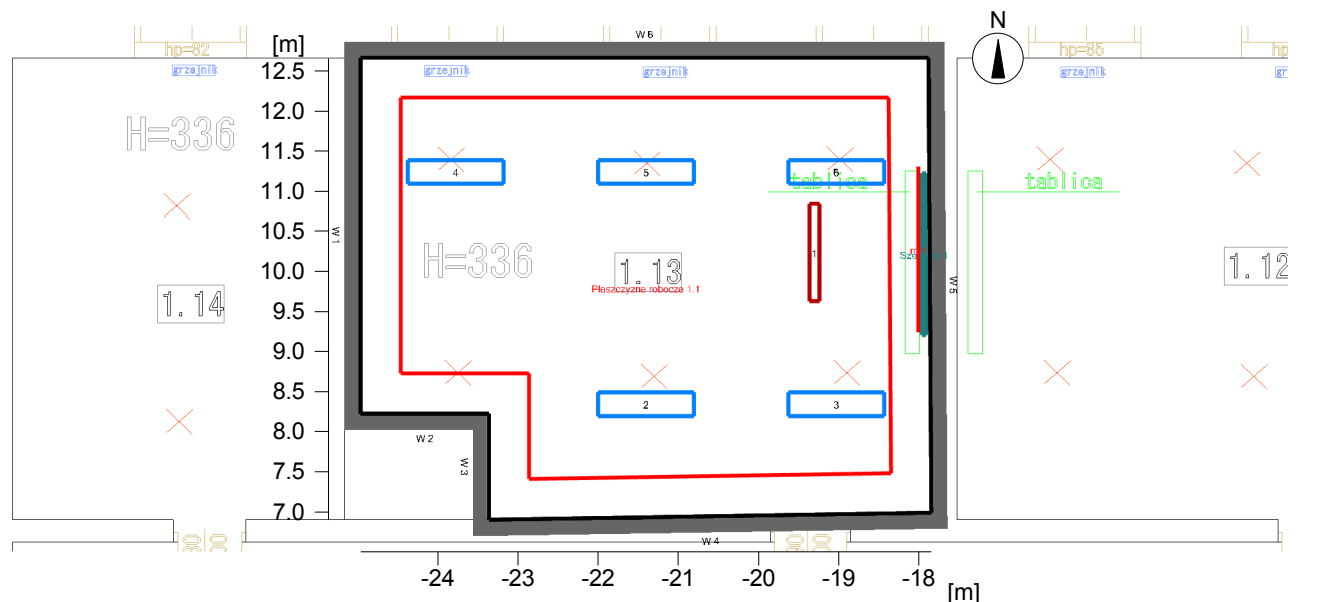 W 6
N
hp=82
[m]
hp=85
hp
12.5
grzejnik
grzejnik
grzejnik
grzejnik
gr
12.0
H=336
11.5
4
5
6
11.0
tablica
tablica
W 1
10.5
H=336
1
1.13
1.12
10.0
Płaszczyzna robocza 1.1
W 5
1.14
9.5
9.0
8.5
2
3
8.0
W 2
W 3
7.5
7.0
W 4
-24
-23
-22
-21
-20
-19
-18
[m]